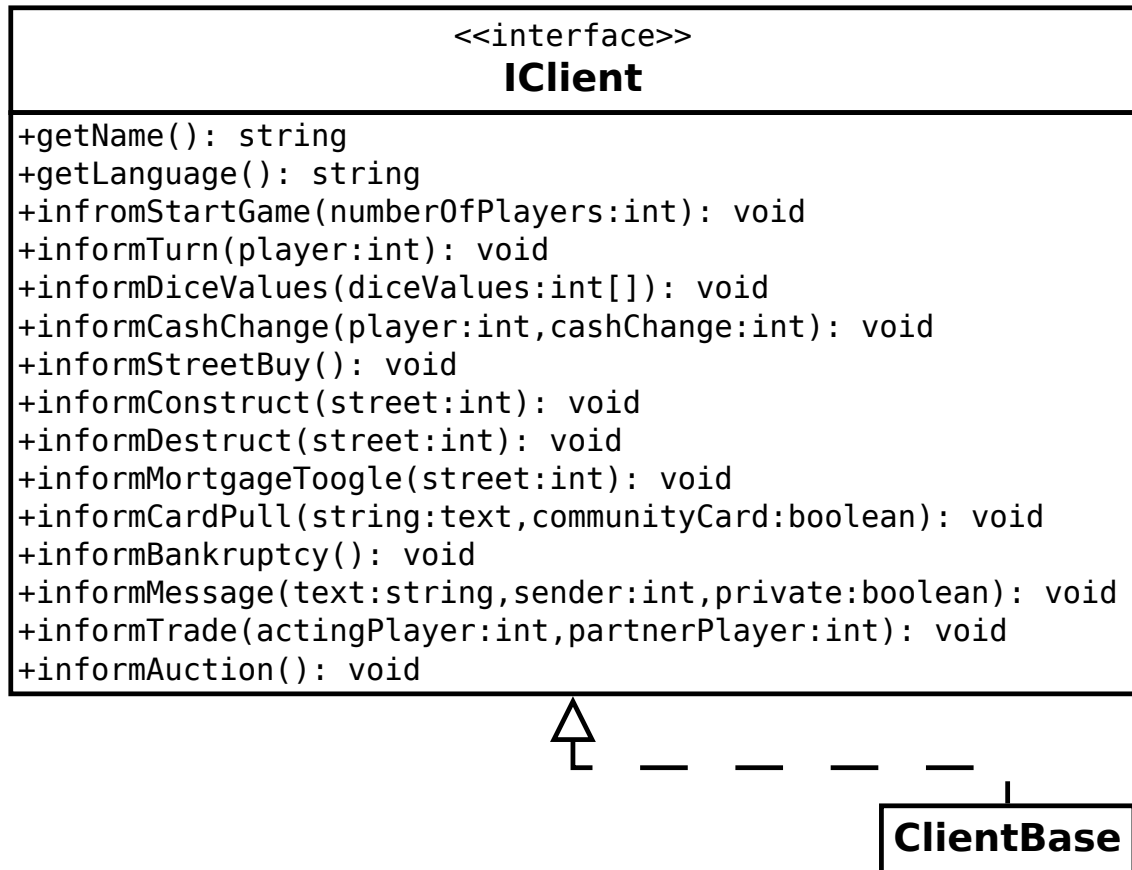 <<interface>>
IClient
+getName(): string
+getLanguage(): string
+infromStartGame(numberOfPlayers:int): void
+informTurn(player:int): void
+informDiceValues(diceValues:int[]): void
+informCashChange(player:int,cashChange:int): void
+informStreetBuy(): void
+informConstruct(street:int): void
+informDestruct(street:int): void
+informMortgageToogle(street:int): void
+informCardPull(string:text,communityCard:boolean): void
+informBankruptcy(): void
+informMessage(text:string,sender:int,private:boolean): void
+informTrade(actingPlayer:int,partnerPlayer:int): void
+informAuction(): void
ClientBase